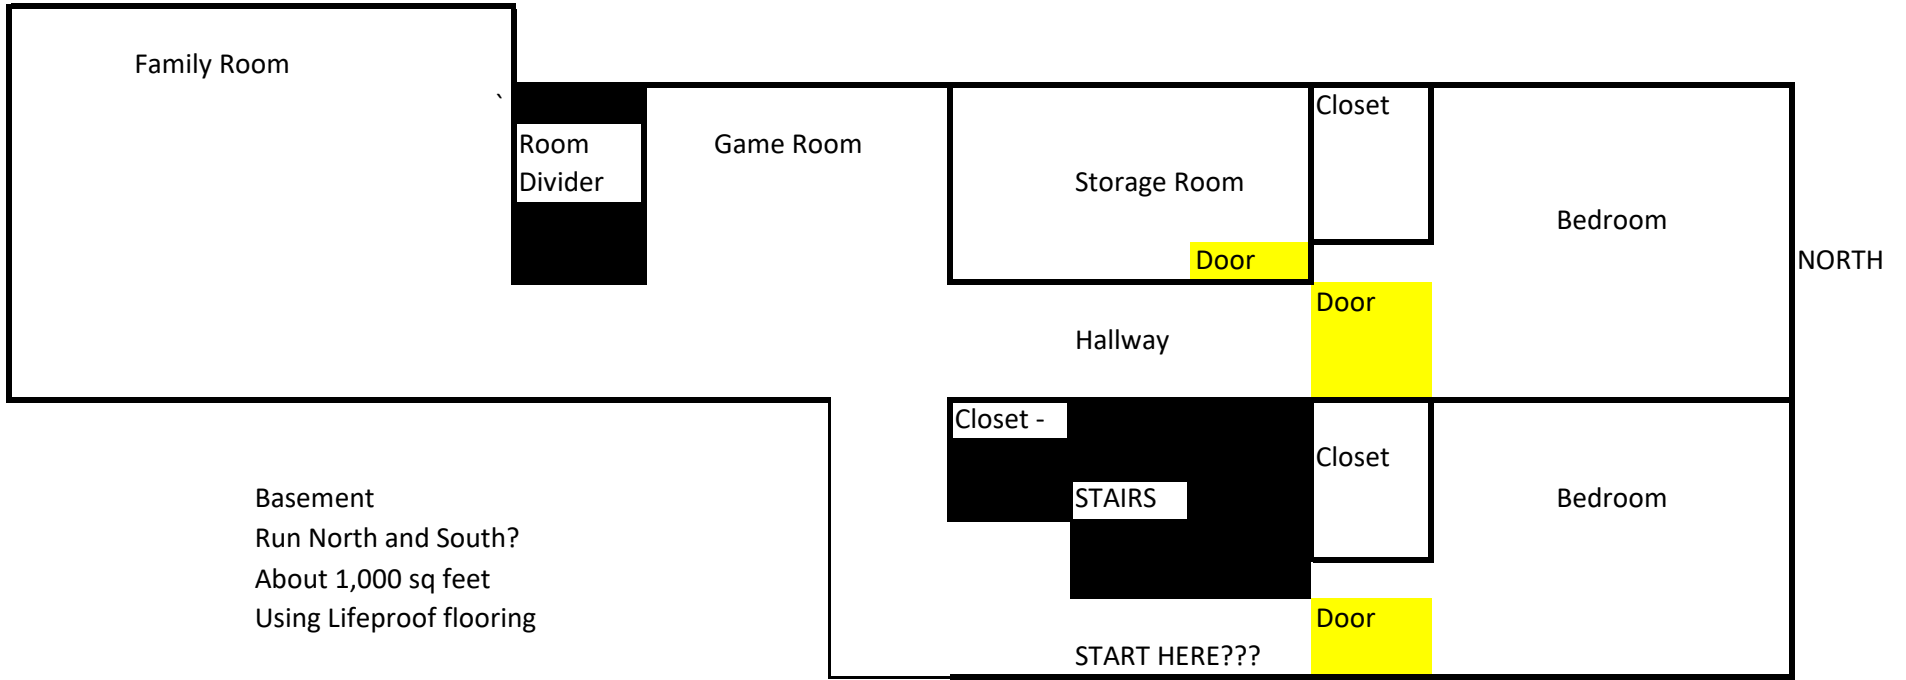 Family Room
`
Closet
Room
Divider
Game Room
Storage Room
Bedroom
Door
NORTH
Door
Hallway
Closet -
Closet
Basement
STAIRS
Bedroom
Run North and South?
About 1,000 sq feet
Using Lifeproof flooring
Door
START HERE???